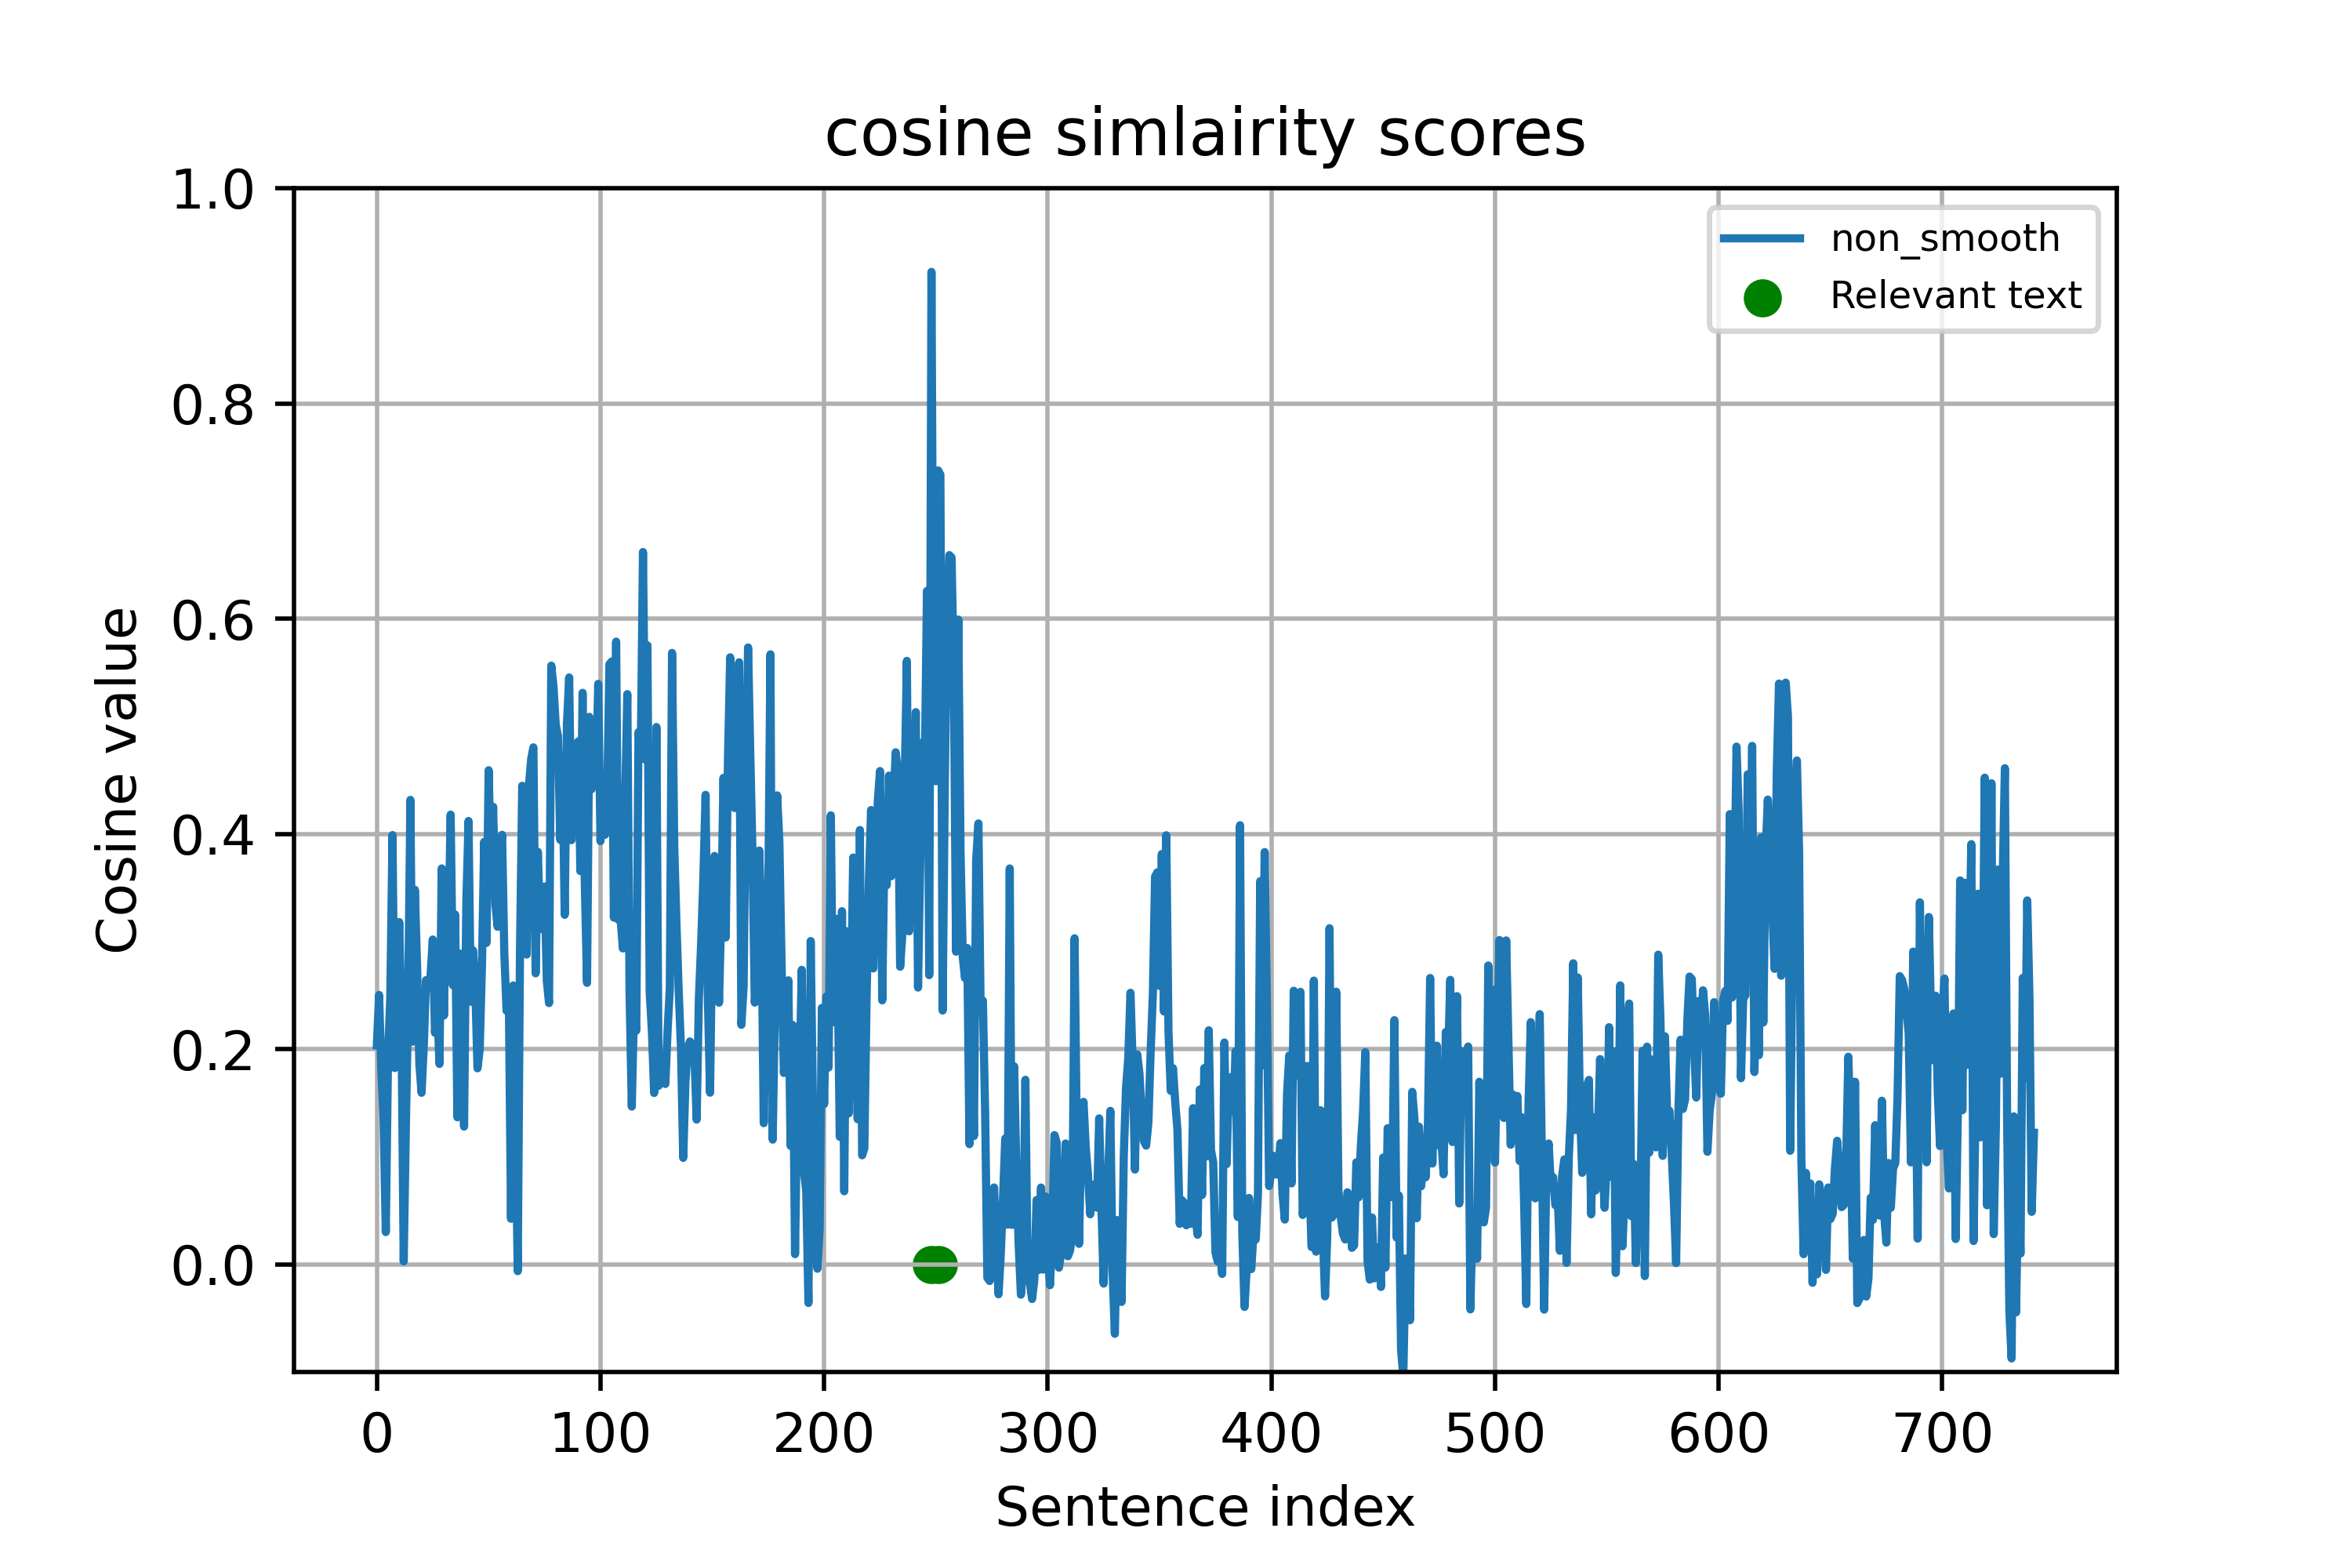 cosine simlairity scores
non_smooth
Relevant text
Cosine value
1.0
0.8
0.6
0.4
0.2
0.0
0 100 200 300 400 500 600 700
Sentence index